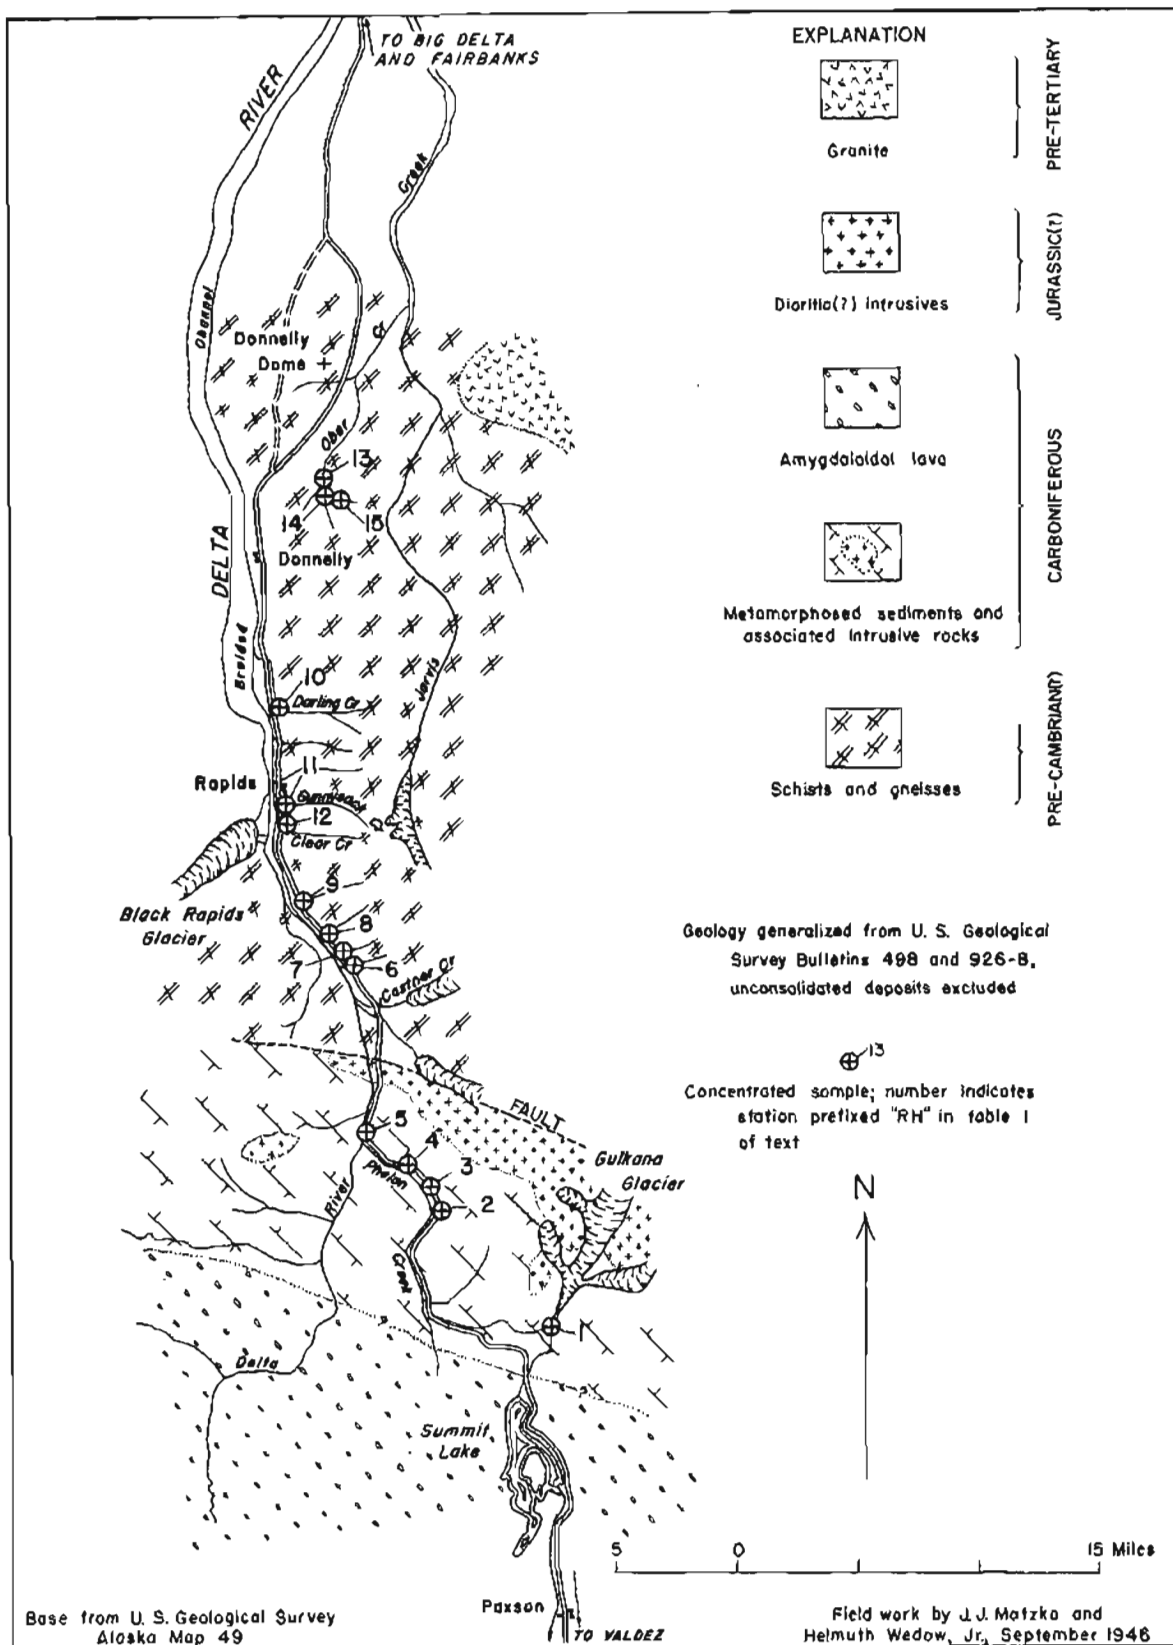 TO BIG DELTA
AND FAIRBANKS
RIVER
Creek
Channel
Donnelly
Dome
Cr
Ober
13
14
15
Donnelly
DELTA
Braided
Jarvis
10
Darling Cr
Rapids
11
Gunnysack
12
Clear Cr
Black Rapids
Glacier
9
8
7
6
Castner Cr
FAULT
5
4
3
2
Phelan
Creek
River
Gulkana
Glacier
1
Delta
Summit
Lake
Paxson
TO VALDEZ
EXPLANATION
Granite
PRE-TERTIARY
Dioritic(?) intrusives
JURASSIC(?)
Amygdaloidal lava
Metamorphosed sediments and
associated intrusive rocks
CARBONIFEROUS
Schists and gneisses
PRE-CAMBRIAN(?)
Geology generalized from U. S. Geological
Survey Bulletins 498 and 926-B,
unconsolidated deposits excluded
13
Concentrated sample; number indicates
station prefixed "RH" in table 1
of text
N
5 0 15 Miles
Base from U. S. Geological Survey
Alaska Map 49
Field work by J. J. Matzko and
Helmuth Wedow, Jr., September 1946